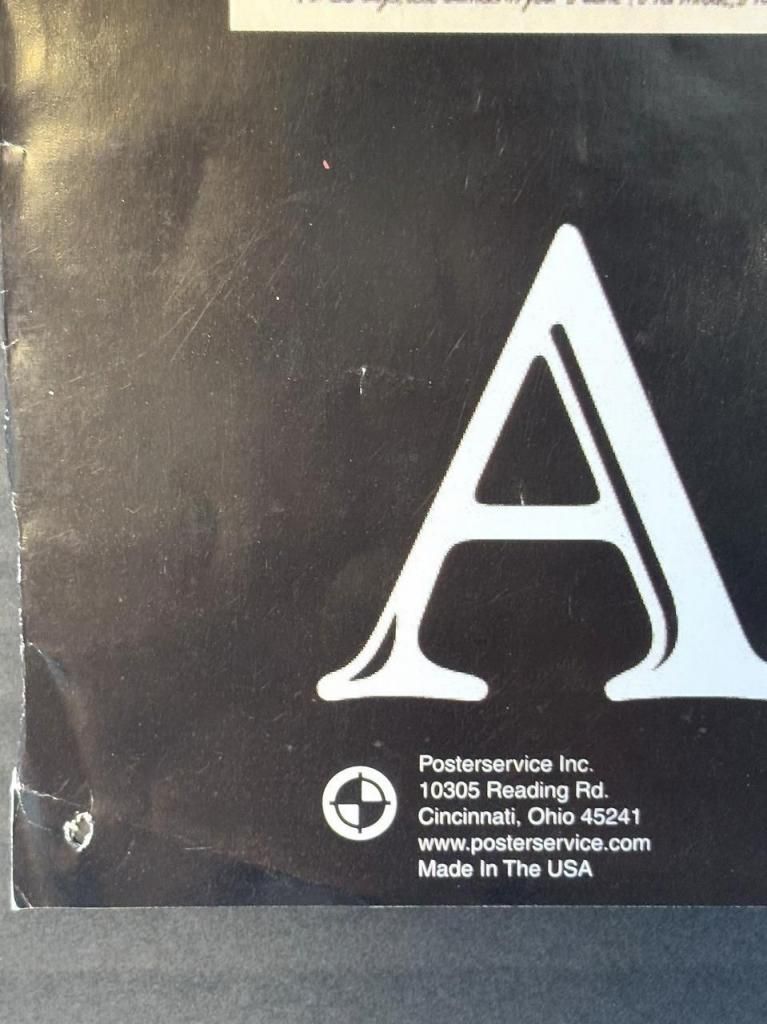 A
Posterservice Inc.
10305 Reading Rd.
Cincinnati, Ohio 45241
www.posterservice.com
Made In The USA